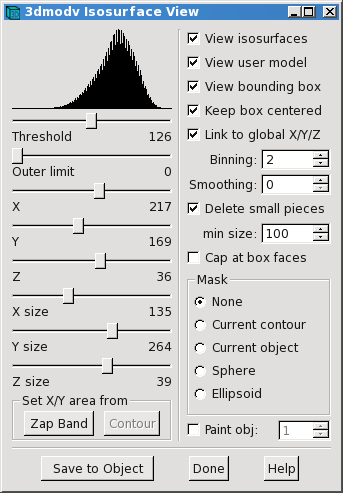 3dmodv Isosurface View
Threshold 126
Outer limit 0
X 217
Y 169
Z 36
X size 135
Y size 264
Z size 39
Set X/Y area from
Zap Band Contour
View isosurfaces
View user model
View bounding box
Keep box centered
Link to global X/Y/Z
Binning: 2
Smoothing: 0
Delete small pieces
min size: 100
Cap at box faces
Mask
None
Current contour
Current object
Sphere
Ellipsoid
Paint obj: 1
Save to Object Done Help